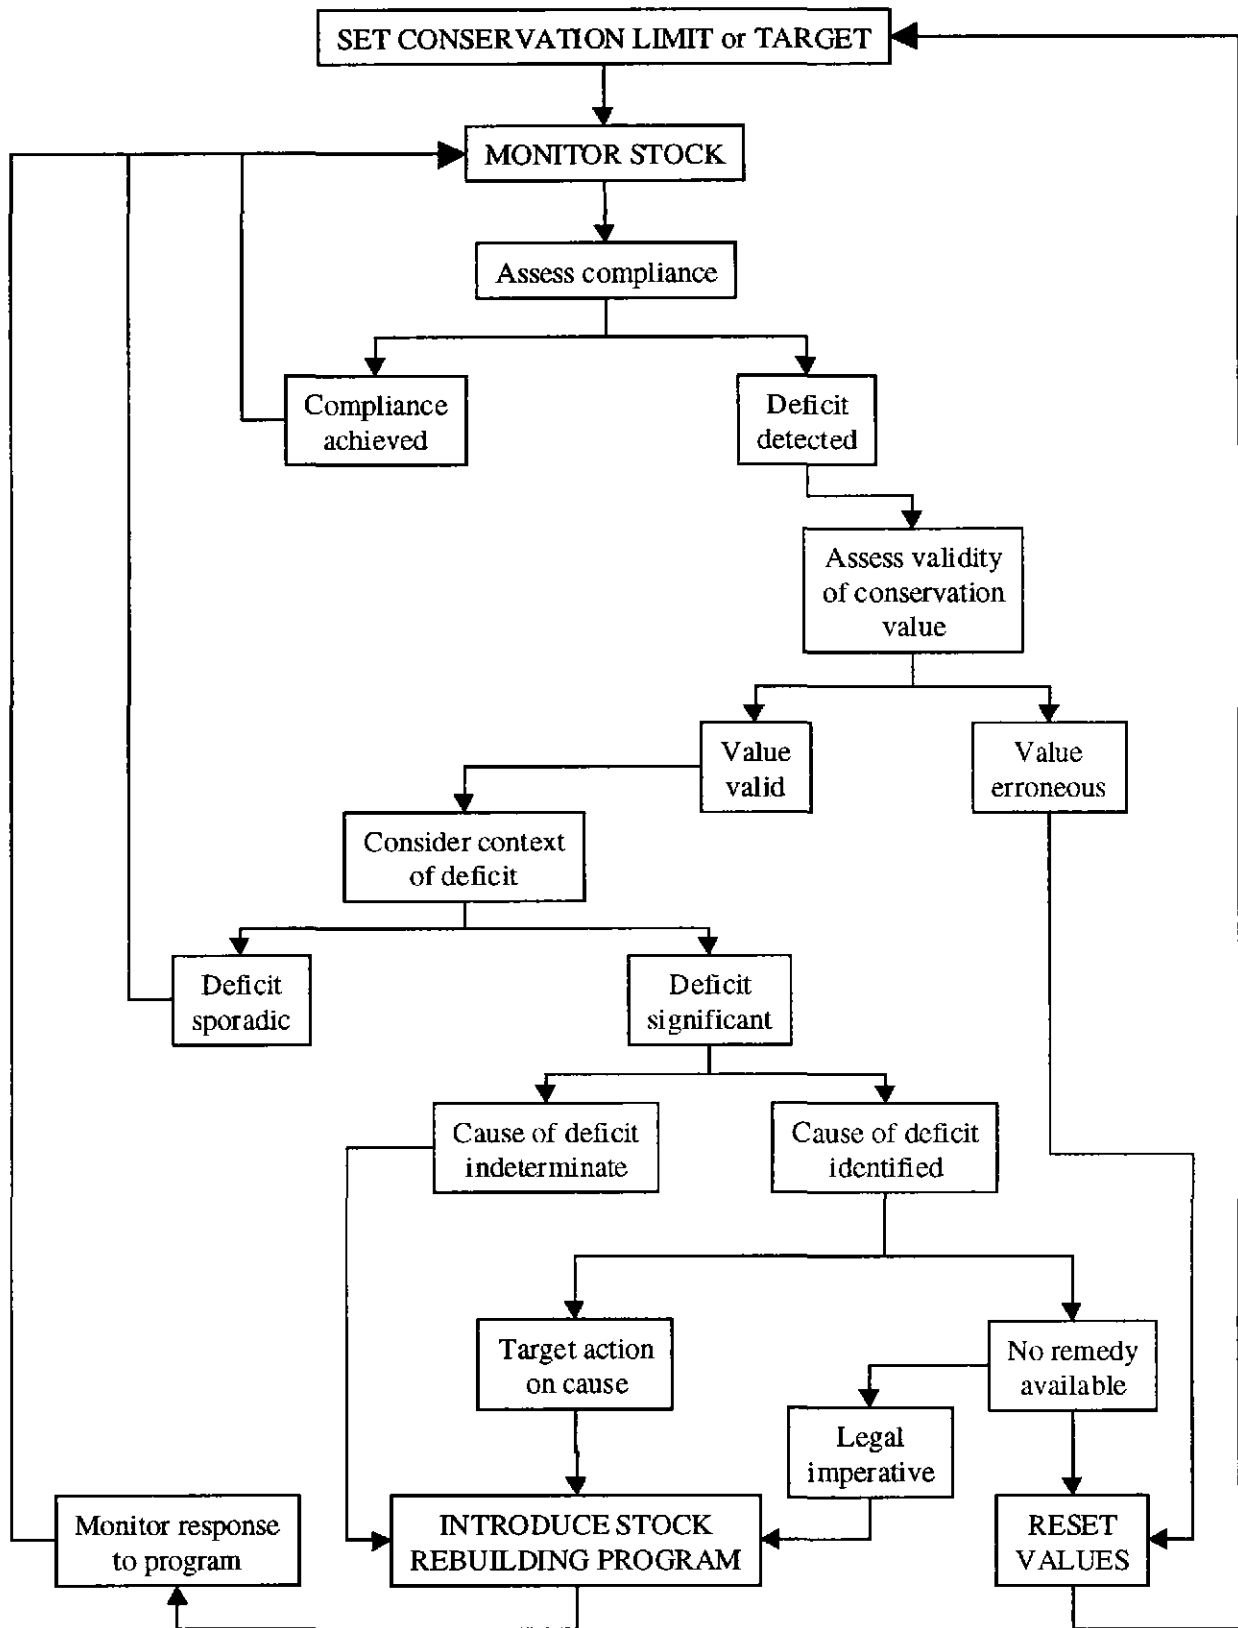 SET CONSERVATION LIMIT or TARGET
MONITOR STOCK
Assess compliance
Compliance
achieved
Deficit
detected
Assess validity
of conservation
value
Value
valid
Value
erroneous
Consider context
of deficit
Deficit
sporadic
Deficit
significant
Cause of deficit
indeterminate
Cause of deficit
identified
Target action
on cause
No remedy
available
Legal
imperative
Monitor response
to program
INTRODUCE STOCK
REBUILDING PROGRAM
RESET
VALUES